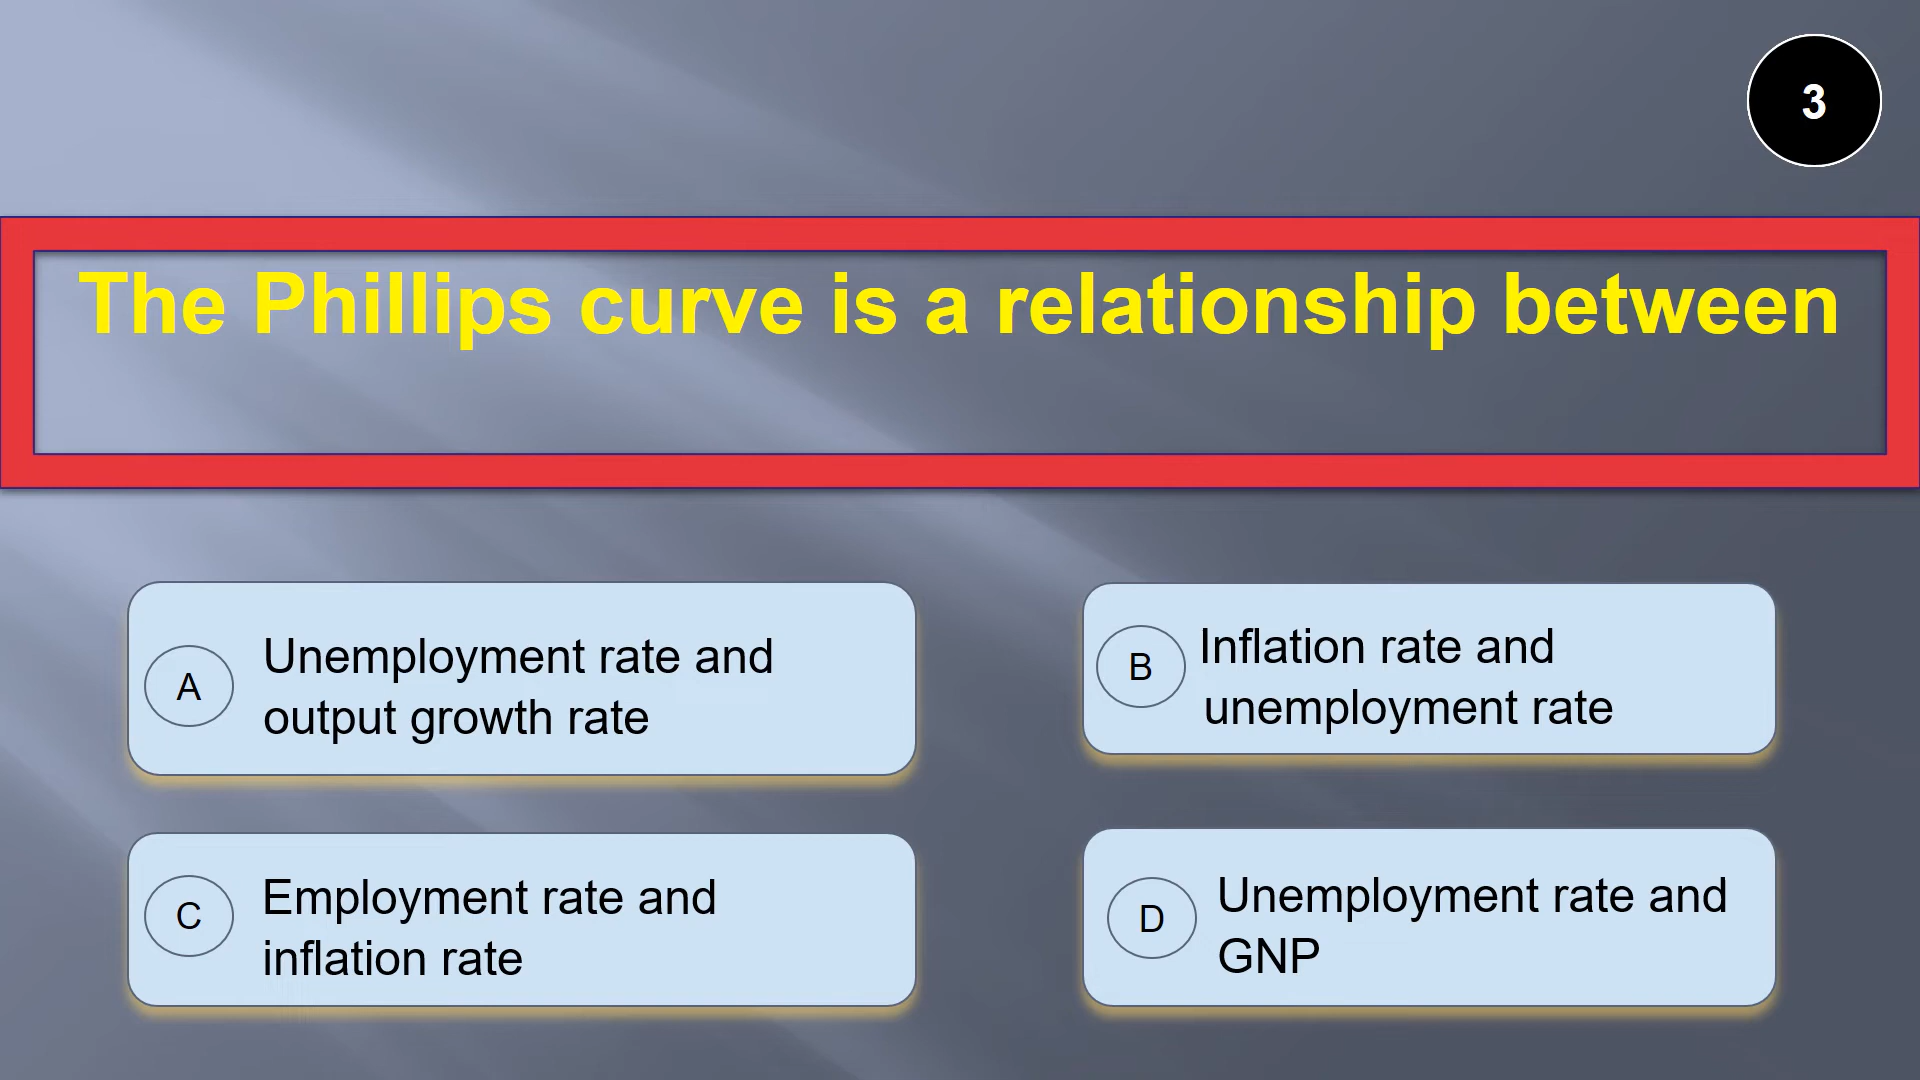 3
The Phillips curve is a relationship between
A
Unemployment rate and
output growth rate
B
Inflation rate and
unemployment rate
C
Employment rate and
inflation rate
D
Unemployment rate and
GNP